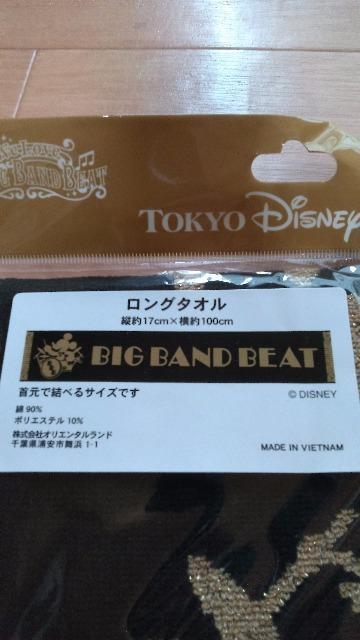 BIG BAND BEAT
TOKYO DISNEY
ロングタオル
縦約17cm×横約100cm
BIG BAND BEAT
首元で結べるサイズです
© DISNEY
綿 90%
ポリエステル 10%
株式会社オリエンタルランド
千葉県浦安市舞浜 1-1
MADE IN VIETNAM